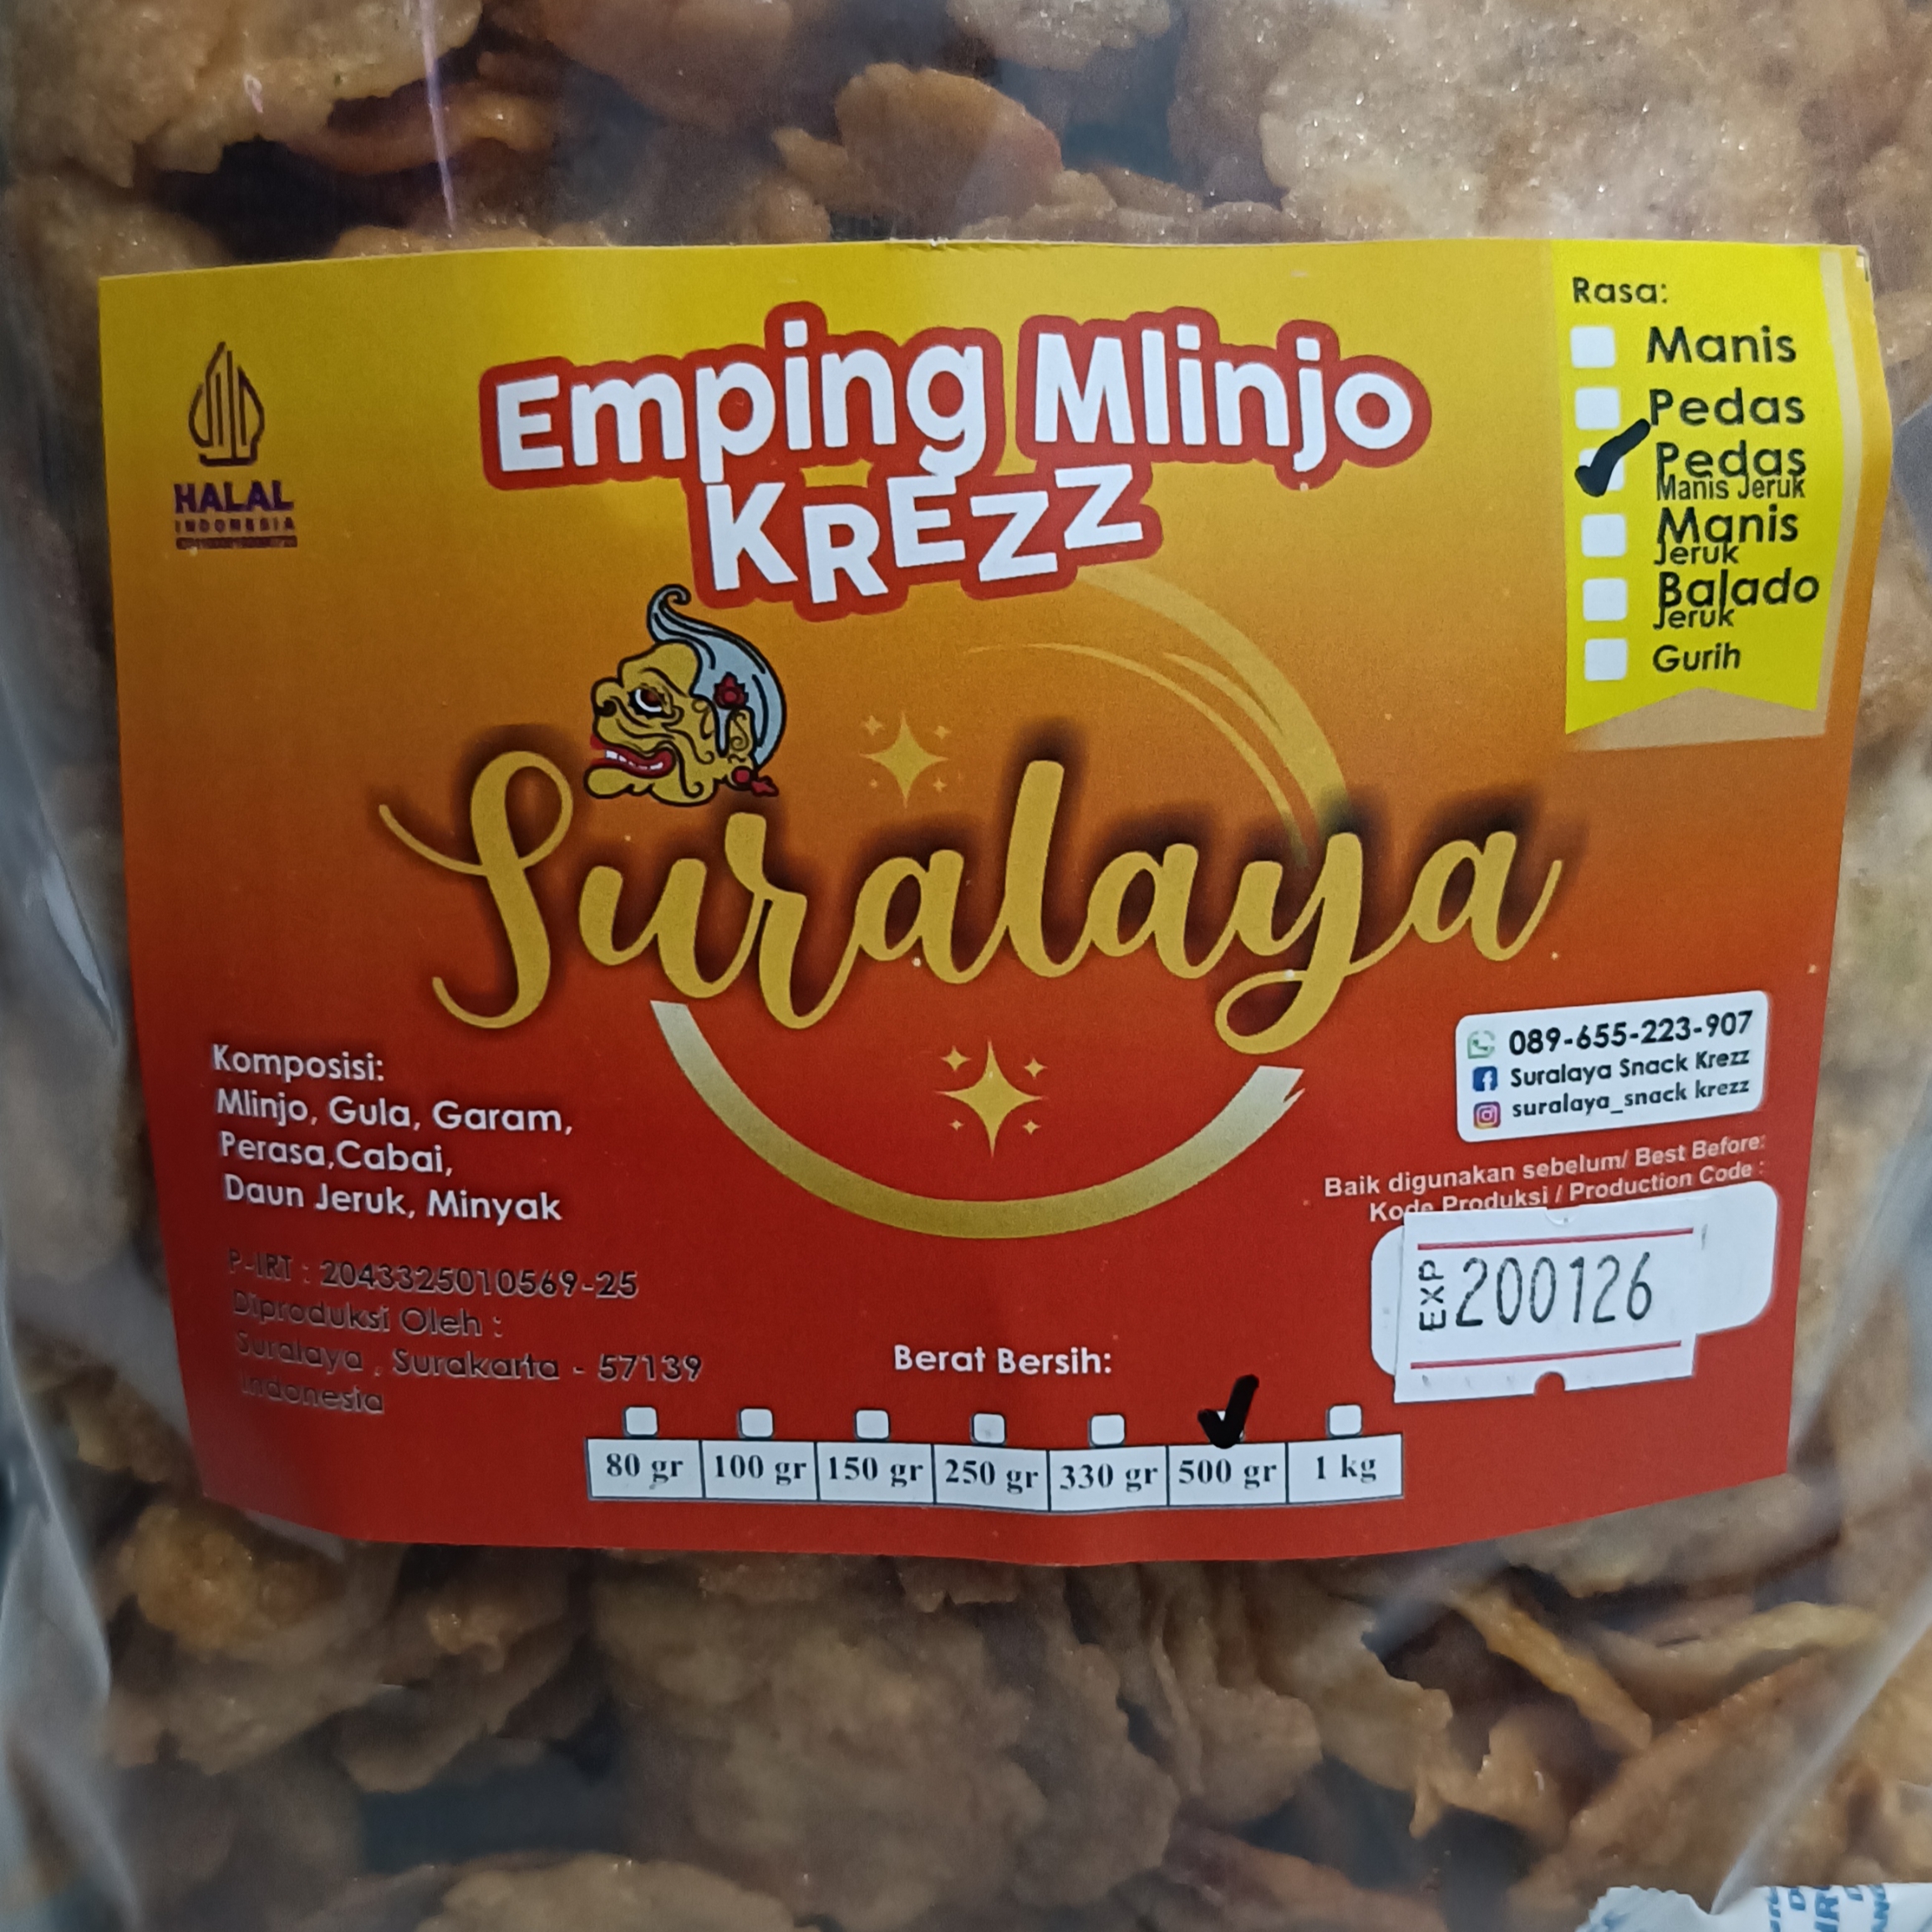 Emping Mlinjo
KREZZ
HALAL
INDONESIA
Rasa:
Manis
Pedas
Pedas
Manis Jeruk
Manis
Jeruk
Balado
Jeruk
Gurih
Suralaya
Komposisi:
Mlinjo, Gula, Garam,
Perasa,Cabai,
Daun Jeruk, Minyak
P-IRT : 2043325010569-25
Diproduksi Oleh :
Suralaya , Surakarta - 57139
Indonesia
089-655-223-907
Suralaya Snack Krezz
suralaya_snack krezz
Baik digunakan sebelum/ Best Before:
Kode Produksi / Production Code :
EXP 200126
Berat Bersih:
80 gr 100 gr 150 gr 250 gr 330 gr 500 gr 1 kg